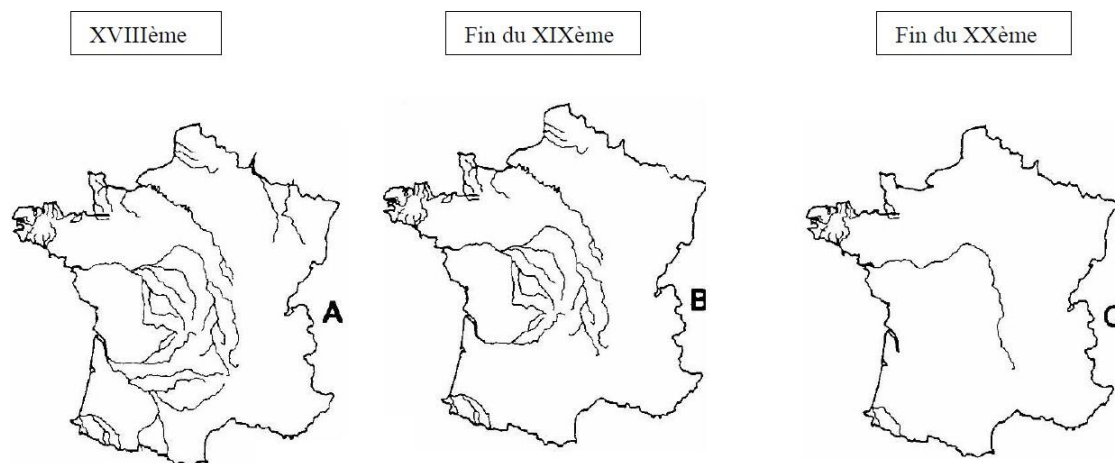 XVIIIème
Fin du XIXème
Fin du XXème
A
B
C